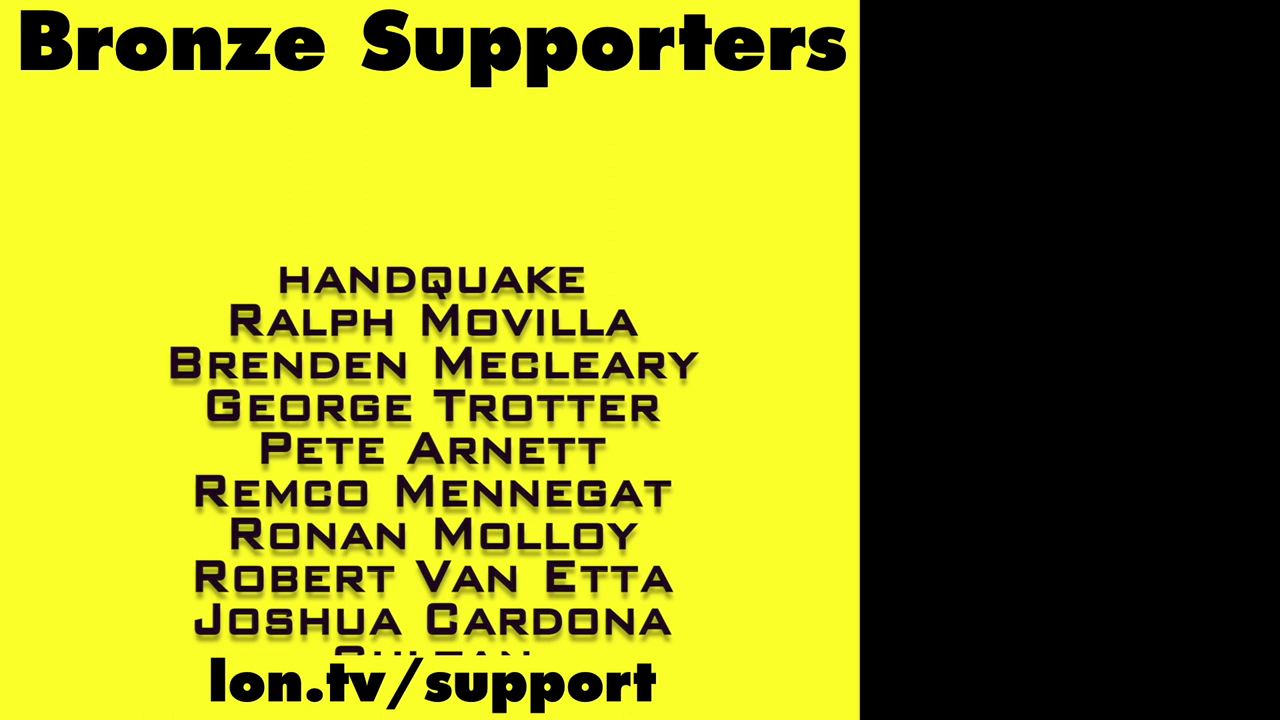 Bronze Supporters
HANDQUAKE
RALPH MOVILLA
BRENDEN MECLEARY
GEORGE TROTTER
PETE ARNETT
REMCO MENNEGAT
RONAN MOLLOY
ROBERT VAN ETTA
JOSHUA CARDONA
lon.tv/support